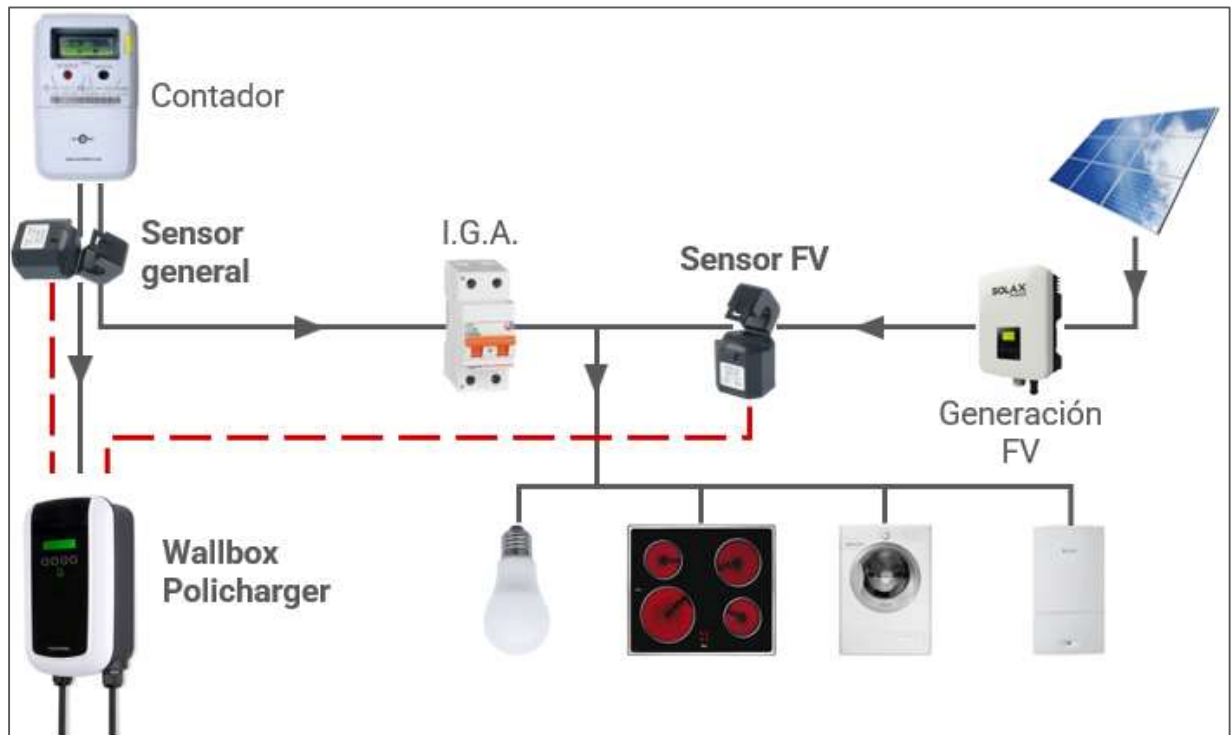 Contador
Sensor
general
I.G.A.
Sensor FV
SOLAX
Generación
FV
Wallbox
Policharger